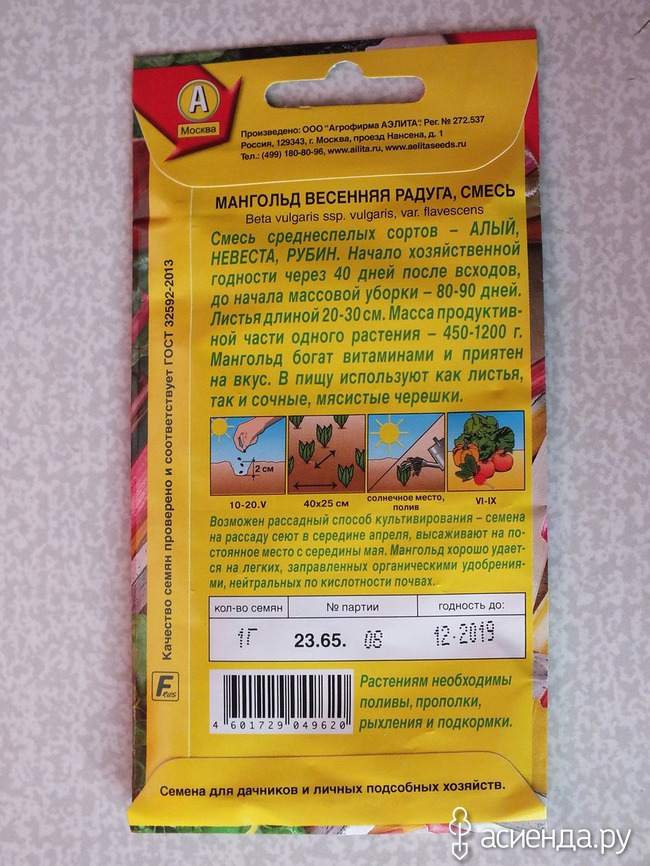 А
Москва
Произведено: ООО "Агрофирма АЭЛИТА". Рег. № 272.537
Россия, 129343, г. Москва, проезд Нансена, д. 1
Тел.: (499) 180-80-96, www.ailita.ru, www.aelitaseeds.ru
МАНГОЛЬД ВЕСЕННЯЯ РАДУГА, СМЕСЬ
Beta vulgaris ssp. vulgaris, var. flavescens
Смесь среднеспелых сортов – АЛЫЙ,
НЕВЕСТА, РУБИН. Начало хозяйственной
годности через 40 дней после всходов,
до начала массовой уборки – 80-90 дней.
Листья длиной 20-30 см. Масса продуктив-
ной части одного растения – 450-1200 г.
Мангольд богат витаминами и приятен
на вкус. В пищу используют как листья,
так и сочные, мясистые черешки.
2 см
10-20.V
40х25 см
солнечное место,
полив
VI-IX
Возможен рассадный способ культивирования – семена
на рассаду сеют в середине апреля, высаживают на по-
стоянное место с середины мая. Мангольд хорошо удает-
ся на легких, заправленных органическими удобрения-
ми, нейтральных по кислотности почвах.
кол-во семян № партии годность до:
1Г 23.65. 08 12-2019
Качество семян проверено и соответствует ГОСТ 32592-2013
F kus
4 601729 049620
Растениям необходимы
поливы, прополки,
рыхления и подкормки.
Семена для дачников и личных подсобных хозяйств.
асиенда.ру